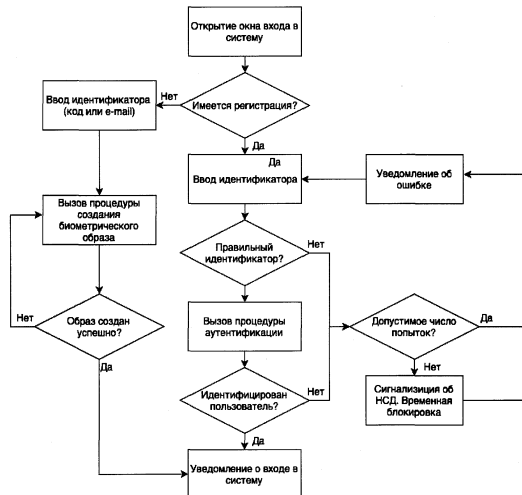 Открытие окна входа в
систему
Ввод идентификатора
(код или e-mail)
Нет
Имеется регистрация?
Да
Да
Ввод идентификатора
Уведомление об
ошибке
Вызов процедуры
создания
биометрического
образа
Правильный
идентификатор?
Нет
Да
Нет
Образ создан
успешно?
Да
Вызов процедуры
аутентификации
Допустимое число
попыток?
Да
Нет
Идентифицирован
пользователь?
Нет
Да
Сигнализиция об
НСД. Временная
блокировка
Уведомление о входе в
систему